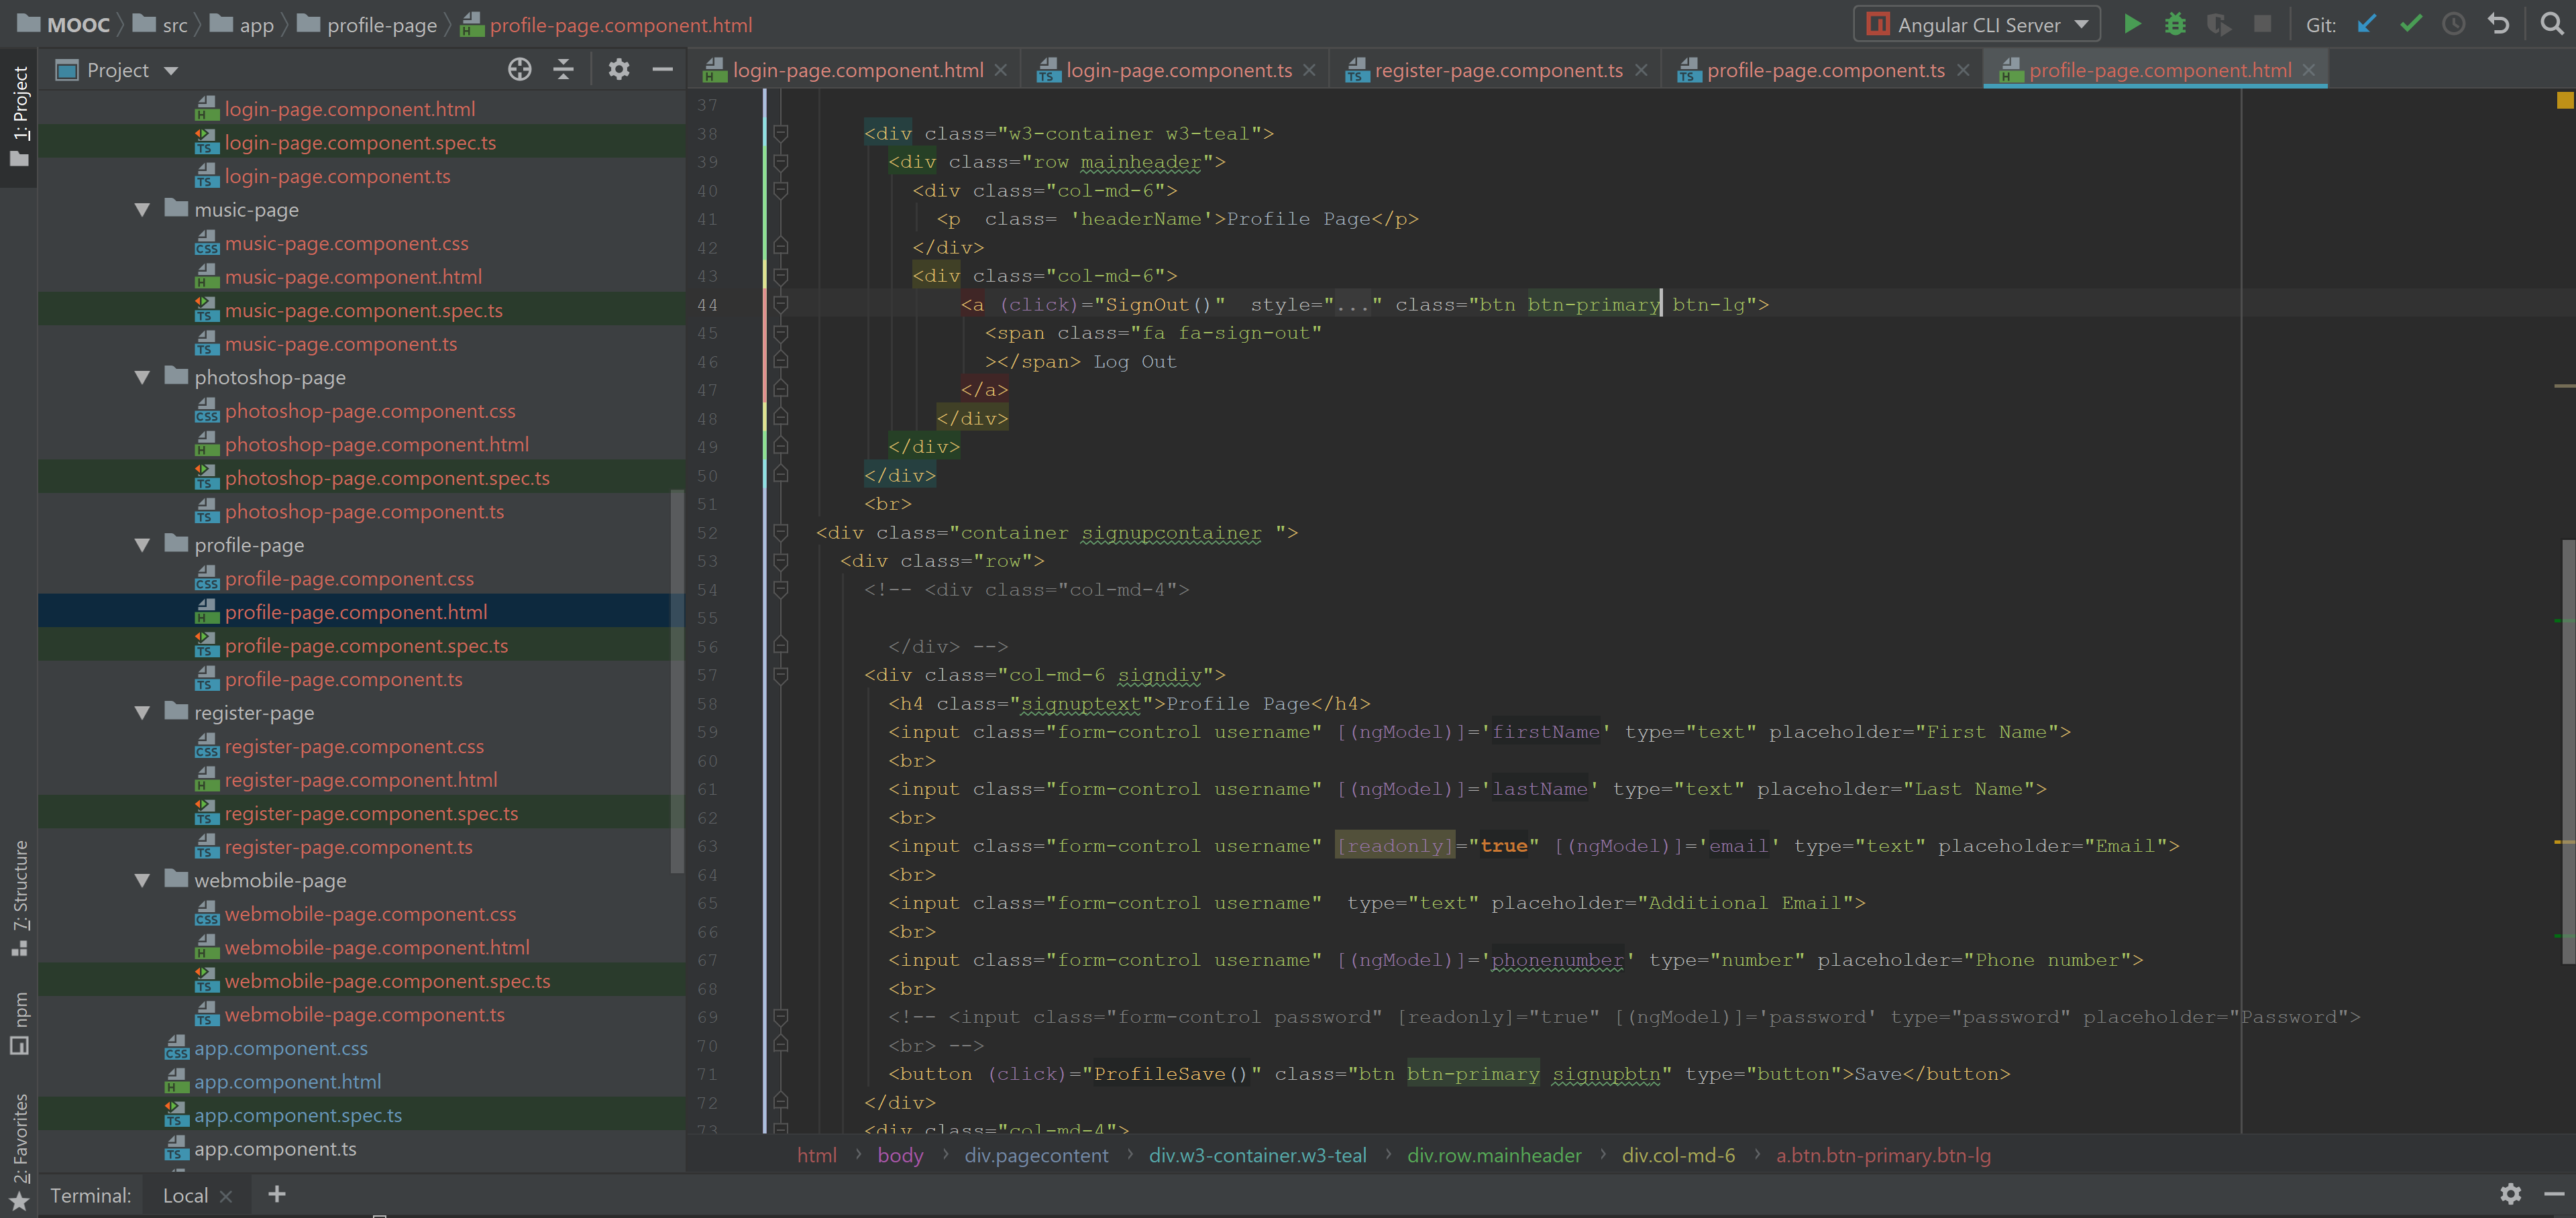 MOOC src app profile-page profile-page.component.html
Angular CLI Server Git:
1: Project
7: Structure
npm
2: Favorites
Project
login-page.component.html
login-page.component.spec.ts
login-page.component.ts
music-page
music-page.component.css
music-page.component.html
music-page.component.spec.ts
music-page.component.ts
photoshop-page
photoshop-page.component.css
photoshop-page.component.html
photoshop-page.component.spec.ts
photoshop-page.component.ts
profile-page
profile-page.component.css
profile-page.component.html
profile-page.component.spec.ts
profile-page.component.ts
register-page
register-page.component.css
register-page.component.html
register-page.component.spec.ts
register-page.component.ts
webmobile-page
webmobile-page.component.css
webmobile-page.component.html
webmobile-page.component.spec.ts
webmobile-page.component.ts
app.component.css
app.component.html
app.component.spec.ts
app.component.ts
login-page.component.html login-page.component.ts register-page.component.ts profile-page.component.ts profile-page.component.html
37
38 <div class="w3-container w3-teal">
39 <div class="row mainheader">
40 <div class="col-md-6">
41 <p  class= 'headerName'>Profile Page</p>
42 </div>
43 <div class="col-md-6">
44 <a (click)="SignOut()"  style="..." class="btn btn-primary btn-lg">
45 <span class="fa fa-sign-out"
46 ></span> Log Out
47 </a>
48 </div>
49 </div>
50 </div>
51 <br>
52 <div class="container signupcontainer ">
53 <div class="row">
54 <!-- <div class="col-md-4">
55
56 </div> -->
57 <div class="col-md-6 signdiv">
58 <h4 class="signuptext">Profile Page</h4>
59 <input class="form-control username" [(ngModel)]='firstName' type="text" placeholder="First Name">
60 <br>
61 <input class="form-control username" [(ngModel)]='lastName' type="text" placeholder="Last Name">
62 <br>
63 <input class="form-control username" [readonly]="true" [(ngModel)]='email' type="text" placeholder="Email">
64 <br>
65 <input class="form-control username"  type="text" placeholder="Additional Email">
66 <br>
67 <input class="form-control username" [(ngModel)]='phonenumber' type="number" placeholder="Phone number">
68 <br>
69 <!-- <input class="form-control password" [readonly]="true" [(ngModel)]='password' type="password" placeholder="Password">
70 <br> -->
71 <button (click)="ProfileSave()" class="btn btn-primary signupbtn" type="button">Save</button>
72 </div>
73 <div class="col-md-4">
html body div.pagecontent div.w3-container.w3-teal div.row.mainheader div.col-md-6 a.btn.btn-primary.btn-lg
Terminal: Local